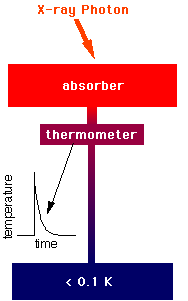 X-ray Photon
absorber
thermometer
temperature
time
< 0.1 K